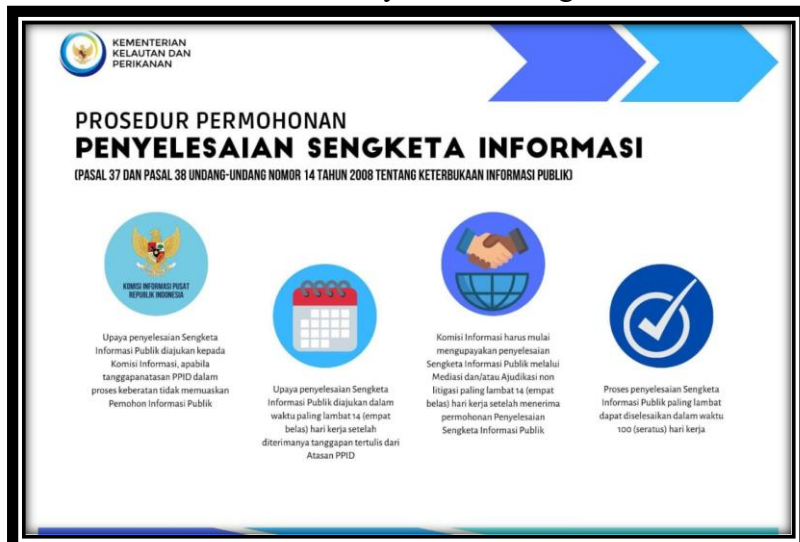 KEMENTERIAN
KELAUTAN DAN
PERIKANAN
PROSEDUR PERMOHONAN
PENYELESAIAN SENGKETA INFORMASI
(PASAL 37 DAN PASAL 38 UNDANG-UNDANG NOMOR 14 TAHUN 2008 TENTANG KETERBUKAAN INFORMASI PUBLIK)
KOMISI INFORMASI PUSAT
REPUBLIK INDONESIA
Upaya penyelesaian Sengketa
Informasi Publik diajukan kepada
Komisi Informasi, apabila
tanggapanatasan PPID dalam
proses keberatan tidak memuaskan
Pemohon Informasi Publik
Upaya penyelesaian Sengketa
Informasi Publik diajukan dalam
waktu paling lambat 14 (empat
belas) hari kerja setelah
diterimanya tanggapan tertulis dari
Atasan PPID
Komisi Informasi harus mulai
mengupayakan penyelesaian
Sengketa Informasi Publik melalui
Mediasi dan/atau Ajudikasi non
litigasi paling lambat 14 (empat
belas) hari kerja setelah menerima
permohonan Penyelesaian
Sengketa Informasi Publik
Proses penyelesaian Sengketa
Informasi Publik paling lambat
dapat diselesaikan dalam waktu
100 (seratus) hari kerja